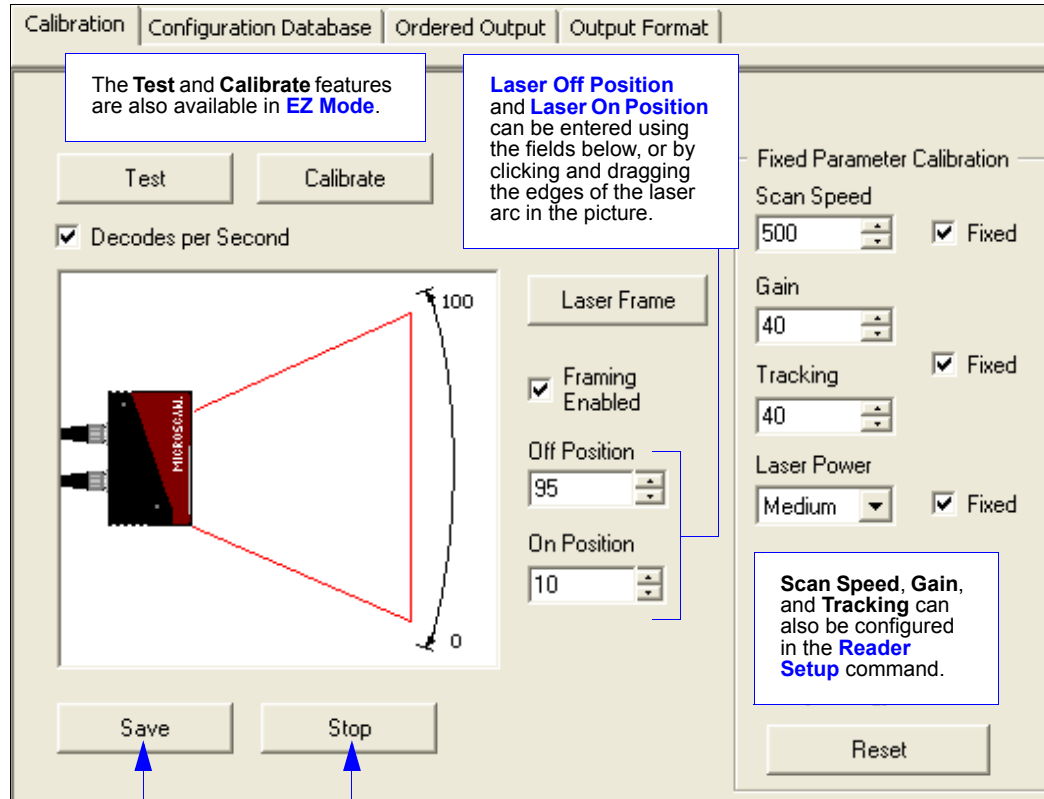 Calibration
Configuration Database
Ordered Output
Output Format
The Test and Calibrate features
are also available in EZ Mode.
Laser Off Position
and Laser On Position
can be entered using
the fields below, or by
clicking and dragging
the edges of the laser
arc in the picture.
Test
Calibrate
Decodes per Second
MICROSCAN.
100
0
Laser Frame
Framing
Enabled
Off Position
95
On Position
10
Fixed Parameter Calibration
Scan Speed
500
Fixed
Gain
40
Tracking
Fixed
40
Laser Power
Medium
Fixed
Scan Speed, Gain,
and Tracking can
also be configured
in the Reader
Setup command.
Save
Stop
Reset